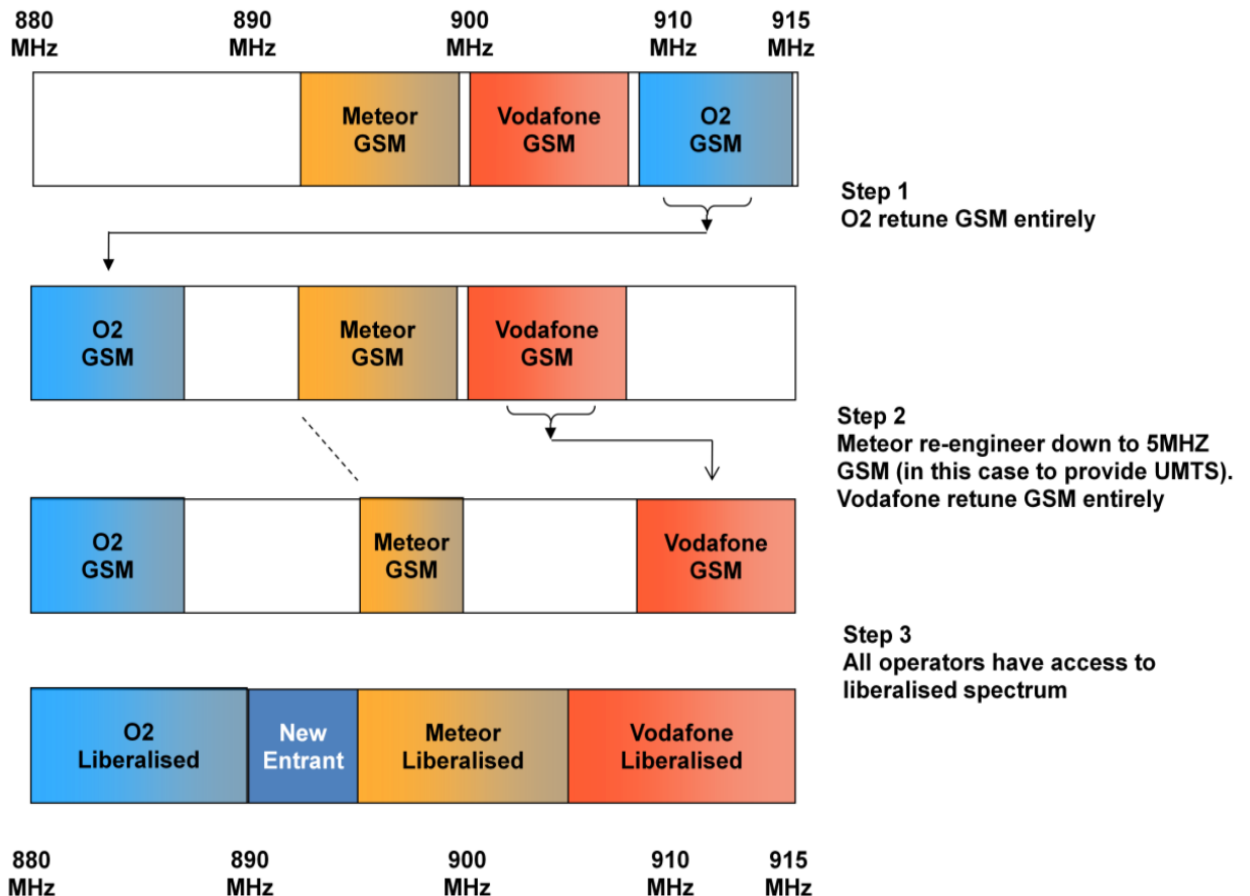 880 890 900 910 915
MHz MHz MHz MHz MHz
Meteor Vodafone O2
GSM GSM GSM
Step 1
O2 retune GSM entirely
O2 Meteor Vodafone
GSM GSM GSM
Step 2
Meteor re-engineer down to 5MHZ
GSM (in this case to provide UMTS).
Vodafone retune GSM entirely
O2 Meteor Vodafone
GSM GSM GSM
Step 3
All operators have access to
liberalised spectrum
O2 New Meteor Vodafone
Liberalised Entrant Liberalised Liberalised
880 890 900 910 915
MHz MHz MHz MHz MHz